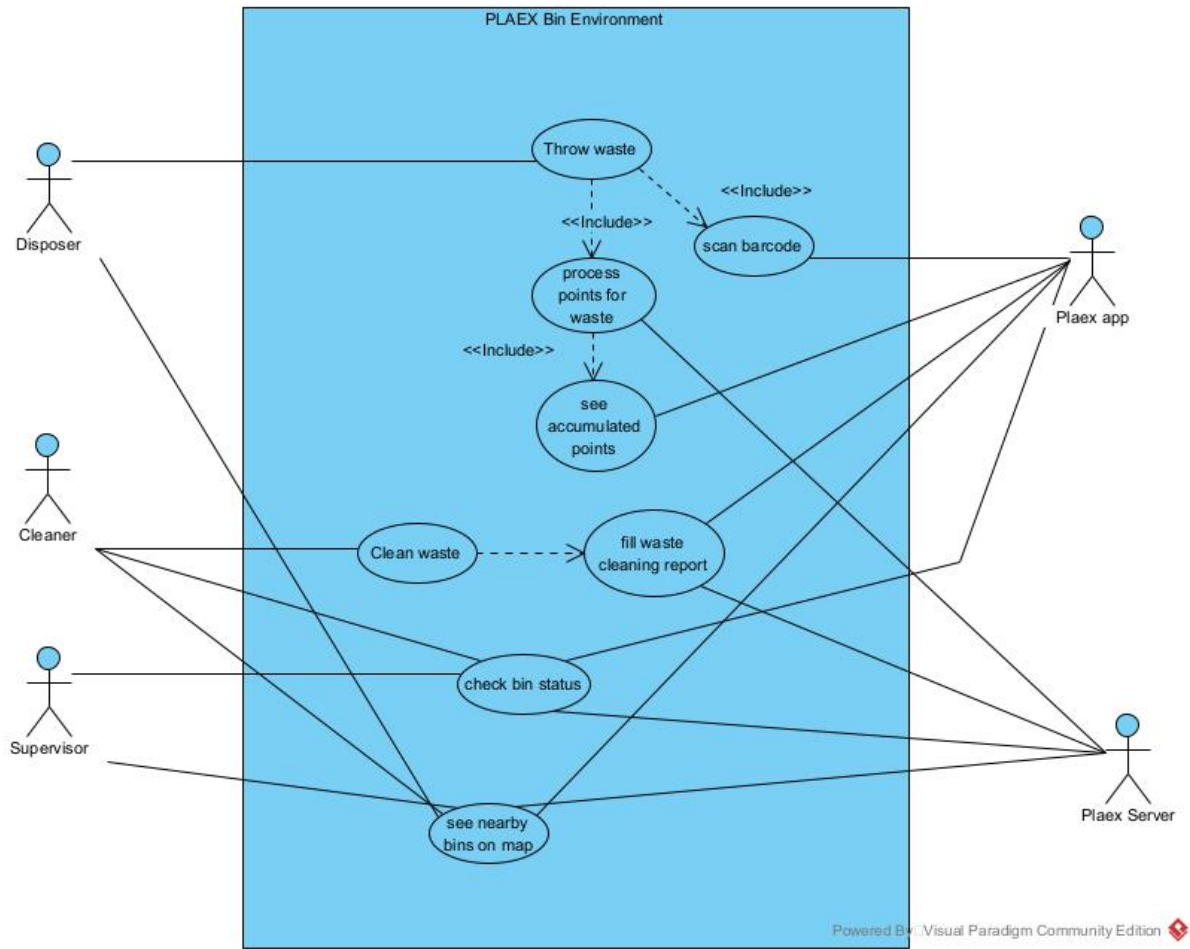 PLAEX Bin Environment
Throw waste
<<Include>>
Disposer
<<Include>>
scan barcode
process
points for
waste
Plaex app
<<Include>>
see
accumulated
points
Cleaner
Clean waste
fill waste
cleaning report
check bin status
Supervisor
see nearby
bins on map
Plaex Server
Powered By Visual Paradigm Community Edition